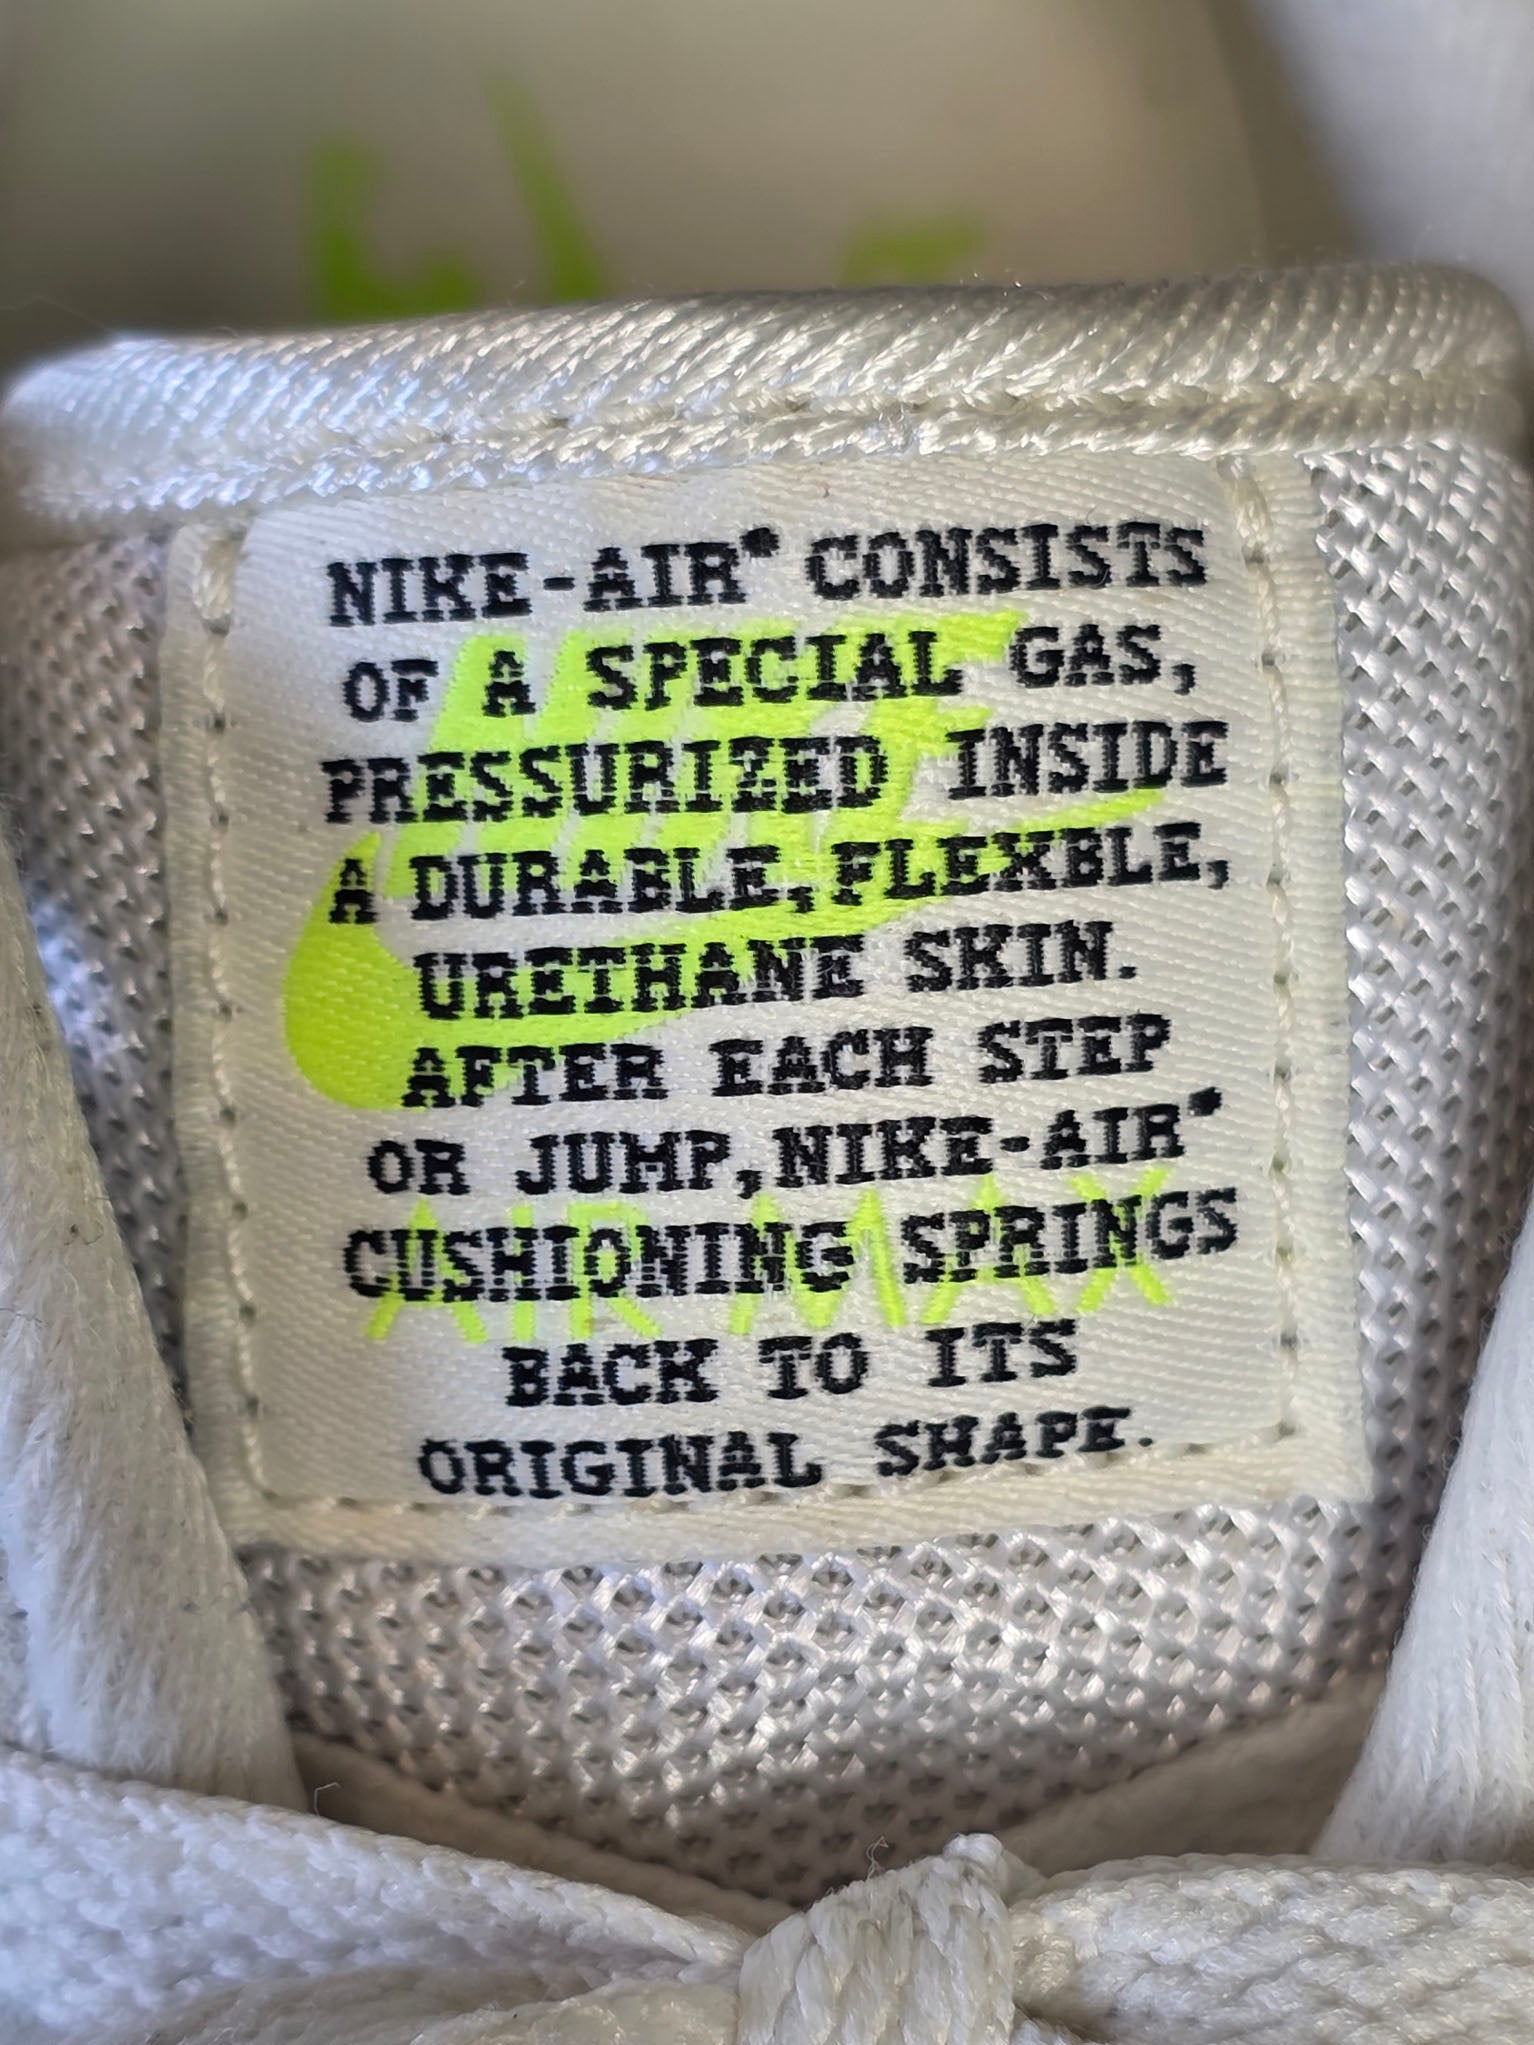 NIKE-AIR® CONSISTS
OF A SPECIAL GAS,
PRESSURIZED INSIDE
A DURABLE, FLEXBLE,
URETHANE SKIN.
AFTER EACH STEP
OR JUMP, NIKE-AIR®
CUSHIONING SPRINGS
BACK TO ITS
ORIGINAL SHAPE.
NIKE
AIR MAX